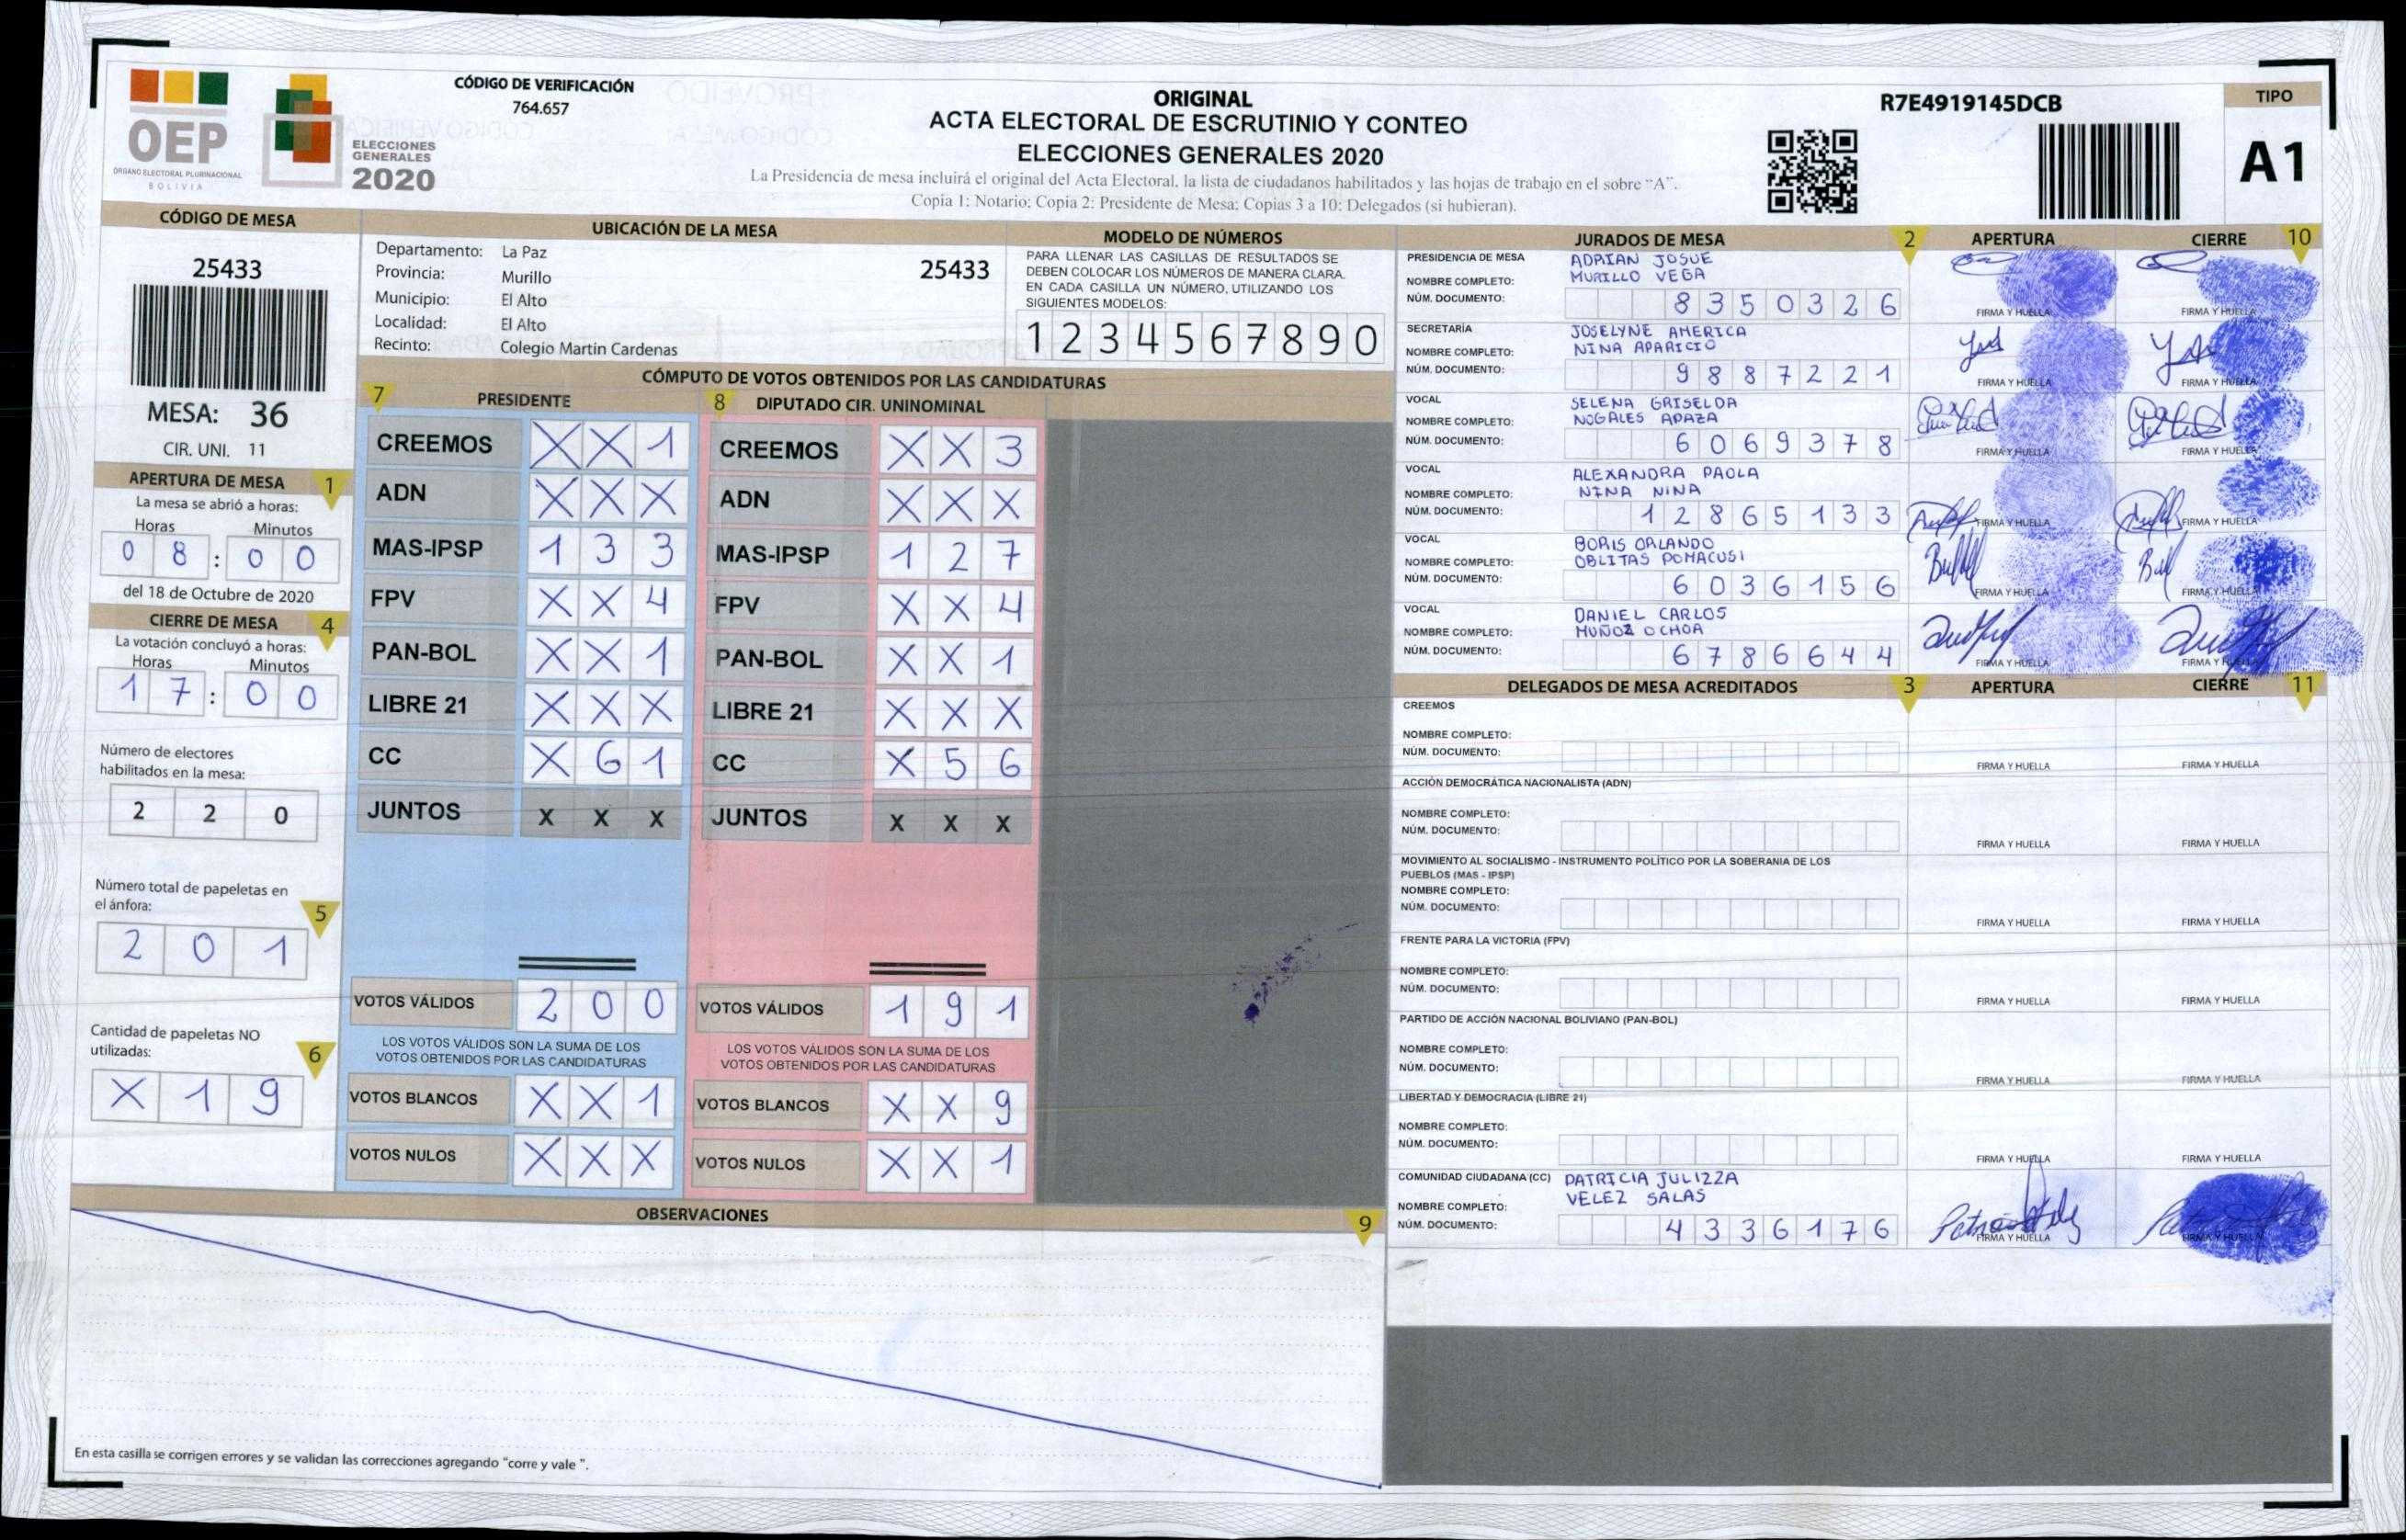 OEP
ÓRGANO ELECTORAL PLURINACIONAL
BOLIVIA
ELECCIONES
GENERALES
2020
CÓDIGO DE VERIFICACIÓN
764.657
ORIGINAL
ACTA ELECTORAL DE ESCRUTINIO Y CONTEO
ELECCIONES GENERALES 2020
La Presidencia de mesa incluirá el original del Acta Electoral, la lista de ciudadanos habilitados y las hojas de trabajo en el sobre "A".
Copia 1: Notario; Copia 2: Presidente de Mesa; Copias 3 a 10: Delegados (si hubieran).
R7E4919145DCB
TIPO
A1
CÓDIGO DE MESA
25433
MESA: 36
CIR. UNI. 11
APERTURA DE MESA 1
La mesa se abrió a horas:
Horas Minutos
0 8 : 0 0
del 18 de Octubre de 2020
CIERRE DE MESA 4
La votación concluyó a horas:
Horas Minutos
1 7 : 0 0
Número de electores
habilitados en la mesa:
2 2 0
Número total de papeletas en
el ánfora: 5
2 0 1
Cantidad de papeletas NO
utilizadas: 6
X 1 9
UBICACIÓN DE LA MESA
Departamento: La Paz 25433
Provincia: Murillo
Municipio: El Alto
Localidad: El Alto
Recinto: Colegio Martin Cardenas
MODELO DE NÚMEROS
PARA LLENAR LAS CASILLAS DE RESULTADOS SE
DEBEN COLOCAR LOS NÚMEROS DE MANERA CLARA.
EN CADA CASILLA UN NÚMERO, UTILIZANDO LOS
SIGUIENTES MODELOS:
1 2 3 4 5 6 7 8 9 0
CÓMPUTO DE VOTOS OBTENIDOS POR LAS CANDIDATURAS
7 PRESIDENTE
CREEMOS X X 1
ADN X X X
MAS-IPSP 1 3 3
FPV X X 4
PAN-BOL X X 1
LIBRE 21 X X X
CC X 6 1
JUNTOS X X X
VOTOS VÁLIDOS 2 0 0
LOS VOTOS VÁLIDOS SON LA SUMA DE LOS
VOTOS OBTENIDOS POR LAS CANDIDATURAS
VOTOS BLANCOS X X 1
VOTOS NULOS X X X
8 DIPUTADO CIR. UNINOMINAL
CREEMOS X X 3
ADN X X X
MAS-IPSP 1 2 7
FPV X X 4
PAN-BOL X X 1
LIBRE 21 X X X
CC X 5 6
JUNTOS X X X
VOTOS VÁLIDOS 1 9 1
LOS VOTOS VÁLIDOS SON LA SUMA DE LOS
VOTOS OBTENIDOS POR LAS CANDIDATURAS
VOTOS BLANCOS X X 9
VOTOS NULOS X X 1
OBSERVACIONES 9
En esta casilla se corrigen errores y se validan las correcciones agregando "corre y vale ".
JURADOS DE MESA 2 APERTURA CIERRE 10
PRESIDENCIA DE MESA ADRIAN JOSUE
NOMBRE COMPLETO: MURILLO VEGA
NÚM. DOCUMENTO: 8 3 5 0 3 2 6 FIRMA Y HUELLA FIRMA Y HUELLA
SECRETARÍA JOSELYNE AMERICA
NOMBRE COMPLETO: NINA APARICIO
NÚM. DOCUMENTO: 9 8 8 7 2 2 1 FIRMA Y HUELLA FIRMA Y HUELLA
VOCAL SELENA GRISELDA
NOMBRE COMPLETO: NOGALES APAZA
NÚM. DOCUMENTO: 6 0 6 9 3 7 8 FIRMA Y HUELLA FIRMA Y HUELLA
VOCAL ALEXANDRA PAOLA
NOMBRE COMPLETO: NINA NINA
NÚM. DOCUMENTO: 1 2 8 6 5 1 3 3 FIRMA Y HUELLA FIRMA Y HUELLA
VOCAL BORIS ORLANDO
NOMBRE COMPLETO: OBLITAS POMACUSI
NÚM. DOCUMENTO: 6 0 3 6 1 5 6 FIRMA Y HUELLA FIRMA Y HUELLA
VOCAL DANIEL CARLOS
NOMBRE COMPLETO: MUÑOZ OCHOA
NÚM. DOCUMENTO: 6 7 8 6 6 4 4 FIRMA Y HUELLA FIRMA Y HUELLA
DELEGADOS DE MESA ACREDITADOS 3 APERTURA CIERRE 11
CREEMOS
NOMBRE COMPLETO:
NÚM. DOCUMENTO: FIRMA Y HUELLA FIRMA Y HUELLA
ACCIÓN DEMOCRÁTICA NACIONALISTA (ADN)
NOMBRE COMPLETO:
NÚM. DOCUMENTO: FIRMA Y HUELLA FIRMA Y HUELLA
MOVIMIENTO AL SOCIALISMO - INSTRUMENTO POLÍTICO POR LA SOBERANIA DE LOS
PUEBLOS (MAS - IPSP)
NOMBRE COMPLETO:
NÚM. DOCUMENTO: FIRMA Y HUELLA FIRMA Y HUELLA
FRENTE PARA LA VICTORIA (FPV)
NOMBRE COMPLETO:
NÚM. DOCUMENTO: FIRMA Y HUELLA FIRMA Y HUELLA
PARTIDO DE ACCIÓN NACIONAL BOLIVIANO (PAN-BOL)
NOMBRE COMPLETO:
NÚM. DOCUMENTO: FIRMA Y HUELLA FIRMA Y HUELLA
LIBERTAD Y DEMOCRACIA (LIBRE 21)
NOMBRE COMPLETO:
NÚM. DOCUMENTO: FIRMA Y HUELLA FIRMA Y HUELLA
COMUNIDAD CIUDADANA (CC) PATRICIA JULIZZA
NOMBRE COMPLETO: VELEZ SALAS
NÚM. DOCUMENTO: 4 3 3 6 1 7 6 FIRMA Y HUELLA FIRMA Y HUELLA